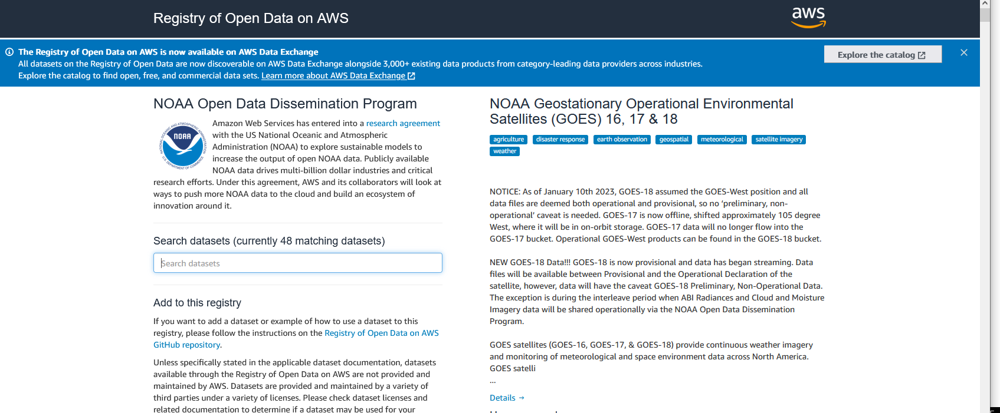 Registry of Open Data on AWS
aws
The Registry of Open Data on AWS is now available on AWS Data Exchange
All datasets on the Registry of Open Data are now discoverable on AWS Data Exchange alongside 3,000+ existing data products from category-leading data providers across industries.
Explore the catalog to find open, free, and commercial data sets. Learn more about AWS Data Exchange
Explore the catalog
NOAA Open Data Dissemination Program
NATIONAL OCEANIC AND ATMOSPHERIC ADMINISTRATION
NOAA
U.S. DEPARTMENT OF COMMERCE
Amazon Web Services has entered into a research agreement
with the US National Oceanic and Atmospheric
Administration (NOAA) to explore sustainable models to
increase the output of open NOAA data. Publicly available
NOAA data drives multi-billion dollar industries and critical
research efforts. Under this agreement, AWS and its collaborators will look at
ways to push more NOAA data to the cloud and build an ecosystem of
innovation around it.
Search datasets (currently 48 matching datasets)
Search datasets
Add to this registry
If you want to add a dataset or example of how to use a dataset to this
registry, please follow the instructions on the Registry of Open Data on AWS
GitHub repository.
Unless specifically stated in the applicable dataset documentation, datasets
available through the Registry of Open Data on AWS are not provided and
maintained by AWS. Datasets are provided and maintained by a variety of
third parties under a variety of licenses. Please check dataset licenses and
related documentation to determine if a dataset may be used for your
NOAA Geostationary Operational Environmental
Satellites (GOES) 16, 17 & 18
agriculture disaster response earth observation geospatial meteorological satellite imagery
weather
NOTICE: As of January 10th 2023, GOES-18 assumed the GOES-West position and all
data files are deemed both operational and provisional, so no ‘preliminary, non-
operational’ caveat is needed. GOES-17 is now offline, shifted approximately 105 degree
West, where it will be in on-orbit storage. GOES-17 data will no longer flow into the
GOES-17 bucket. Operational GOES-West products can be found in the GOES-18 bucket.
NEW GOES-18 Data!!! GOES-18 is now provisional and data has began streaming. Data
files will be available between Provisional and the Operational Declaration of the
satellite, however, data will have the caveat GOES-18 Preliminary, Non-Operational Data.
The exception is during the interleave period when ABI Radiances and Cloud and Moisture
Imagery data will be shared operationally via the NOAA Open Data Dissemination
Program.
GOES satellites (GOES-16, GOES-17, & GOES-18) provide continuous weather imagery
and monitoring of meteorological and space environment data across North America.
GOES satelli
...
Details →